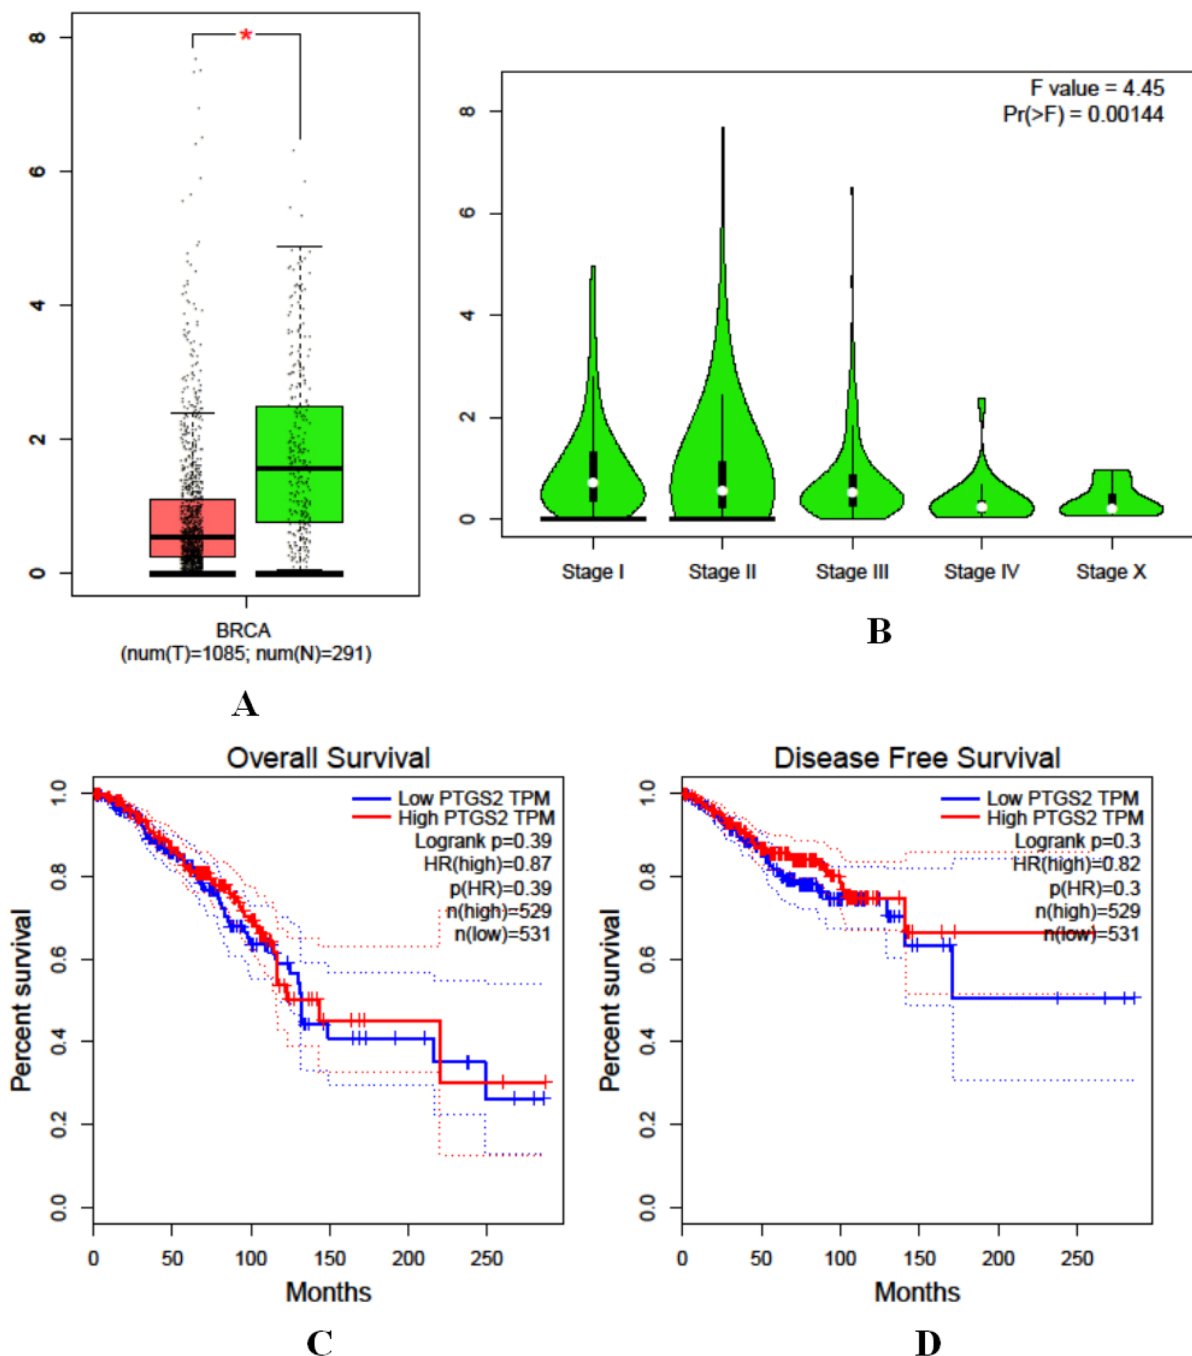 8
6
4
2
0
*
BRCA
(num(T)=1085; num(N)=291)
A
F value = 4.45
Pr(>F) = 0.00144
8
6
4
2
0
Stage I Stage II Stage III Stage IV Stage X
B
Overall Survival
Low PTGS2 TPM
High PTGS2 TPM
Logrank p=0.39
HR(high)=0.87
p(HR)=0.39
n(high)=529
n(low)=531
Percent survival
1.0
0.8
0.6
0.4
0.2
0.0
0 50 100 150 200 250
Months
C
Disease Free Survival
Low PTGS2 TPM
High PTGS2 TPM
Logrank p=0.3
HR(high)=0.82
p(HR)=0.3
n(high)=529
n(low)=531
Percent survival
1.0
0.8
0.6
0.4
0.2
0.0
0 50 100 150 200 250
Months
D